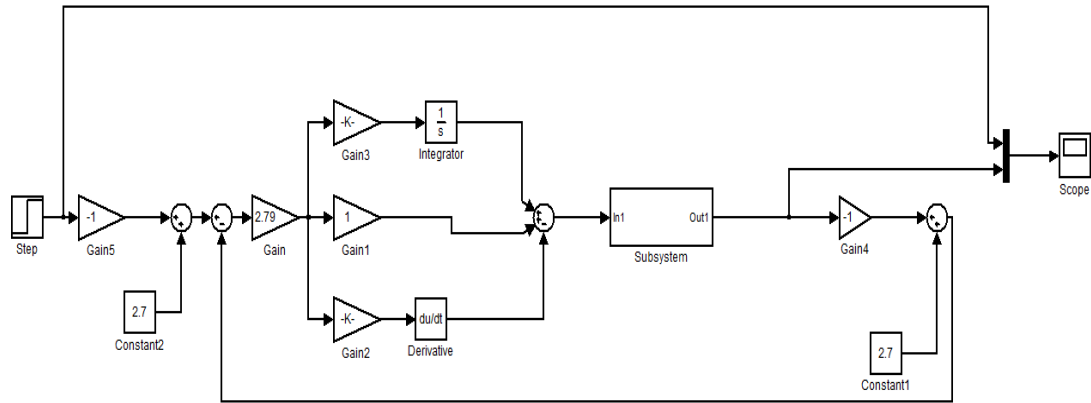 -K-
Gain3
1
s
Integrator
Scope
Step
-1
Gain5
2.79
Gain
1
Gain1
In1
Out1
Subsystem
-1
Gain4
2.7
Constant2
-K-
Gain2
du/dt
Derivative
2.7
Constant1